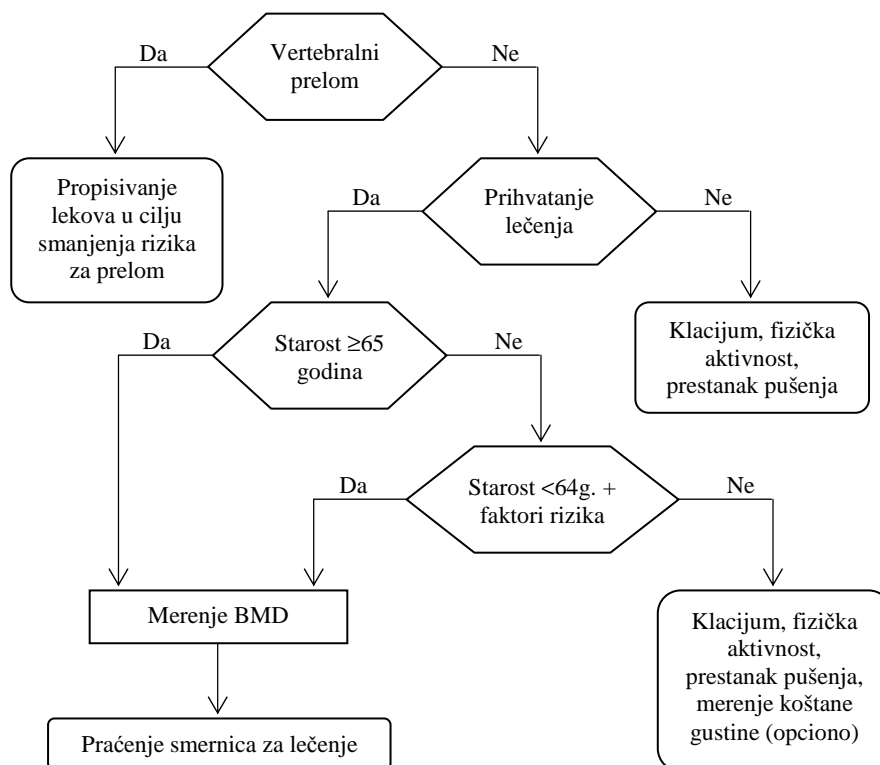 Vertebralni
prelom
Da
Ne
Propisivanje
lekova u cilju
smanjenja rizika
za prelom
Prihvatanje
lečenja
Da
Ne
Klacijum, fizička
aktivnost,
prestanak pušenja
Starost ≥65
godina
Da
Ne
Starost <64g. +
faktori rizika
Da
Ne
Merenje BMD
Klacijum, fizička
aktivnost,
prestanak pušenja,
merenje koštane
gustine (opciono)
Praćenje smernica za lečenje